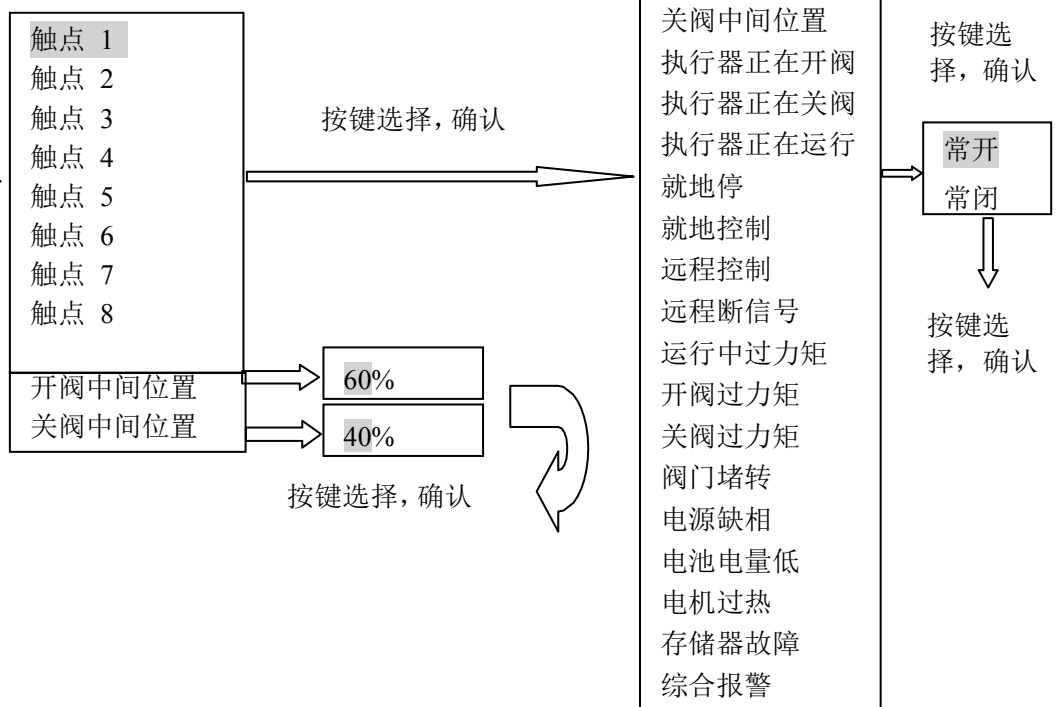 触点 1
触点 2
触点 3
触点 4
触点 5
触点 6
触点 7
触点 8
开阀中间位置
关阀中间位置
按键选择，确认
60%
40%
按键选择，确认
关阀中间位置
执行器正在开阀
执行器正在关阀
执行器正在运行
就地停
就地控制
远程控制
远程断信号
运行中过力矩
开阀过力矩
关阀过力矩
阀门堵转
电源缺相
电池电量低
电机过热
存储器故障
综合报警
按键选
择，确认
常开
常闭
按键选
择，确认